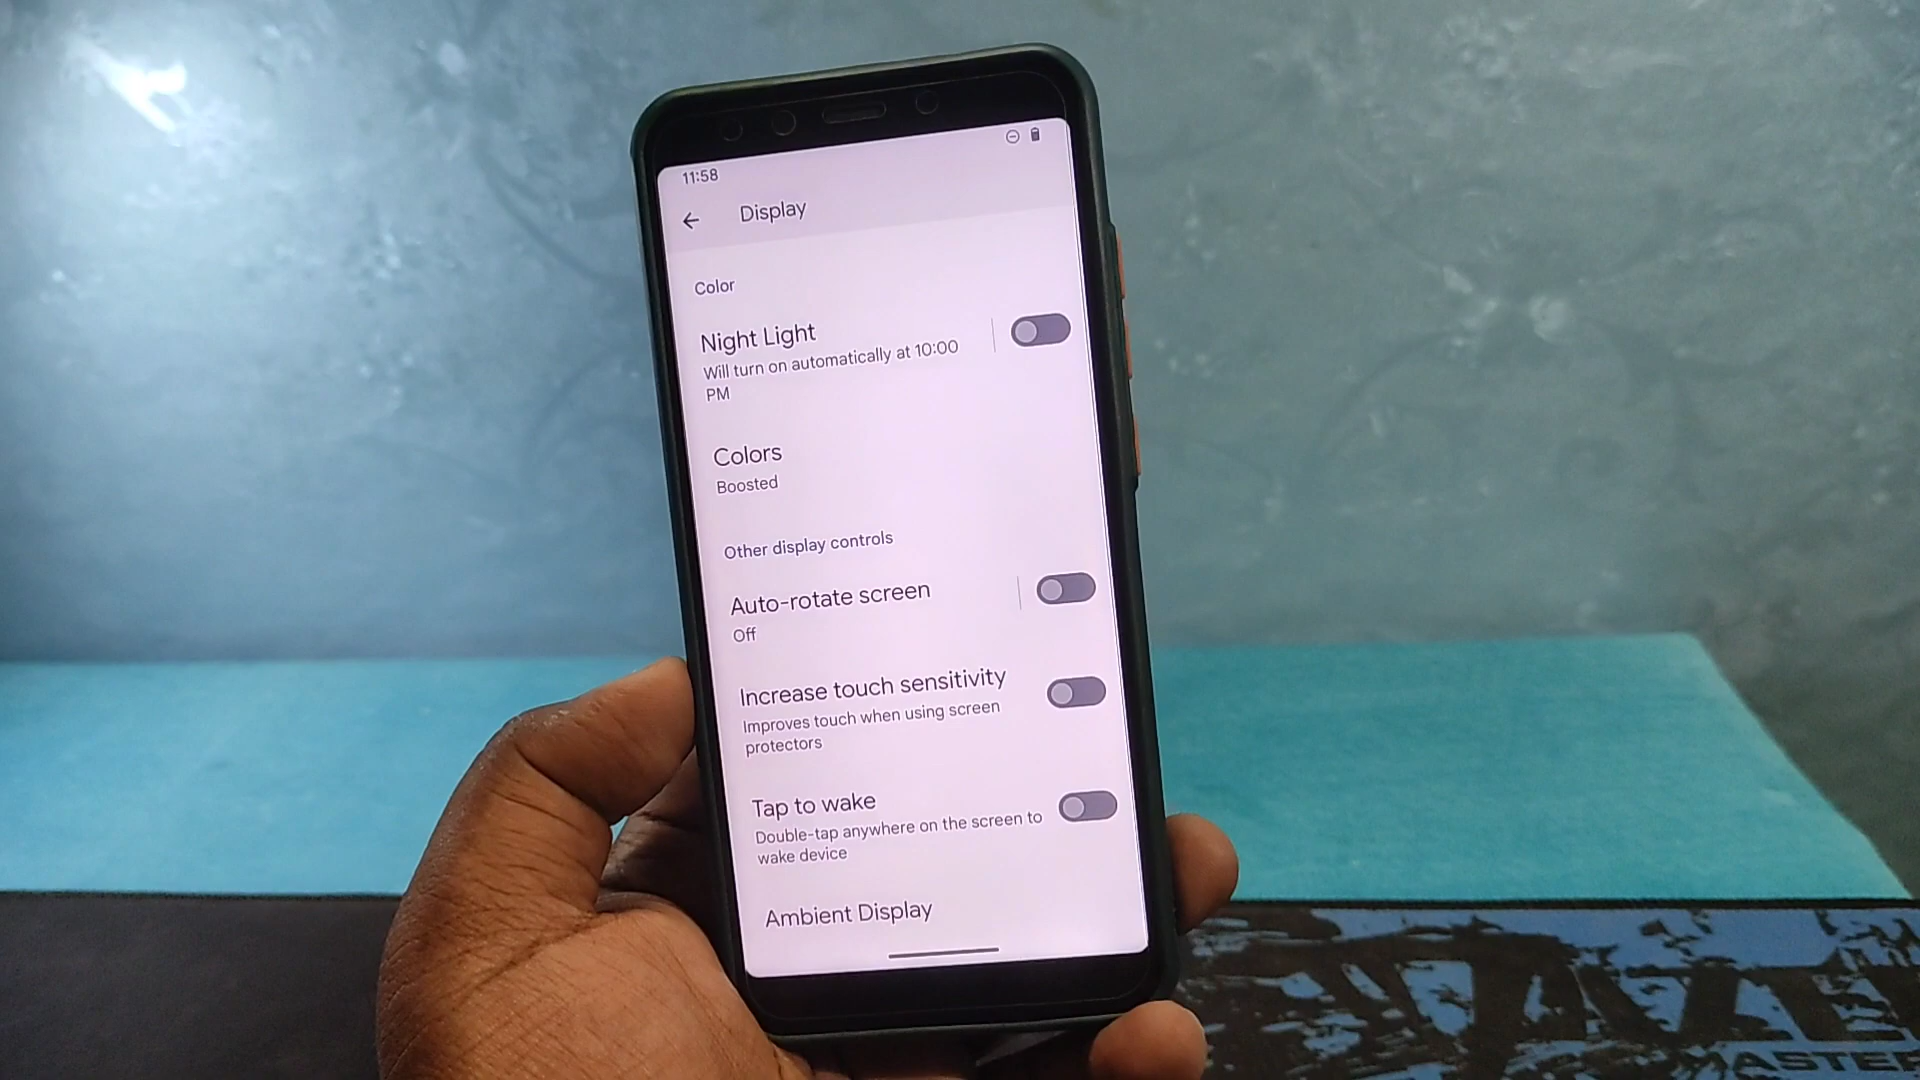 11:58
Display
Color
Night Light
Will turn on automatically at 10:00
PM
Colors
Boosted
Other display controls
Auto-rotate screen
Off
Increase touch sensitivity
Improves touch when using screen
protectors
Tap to wake
Double-tap anywhere on the screen to
wake device
Ambient Display
MASTER